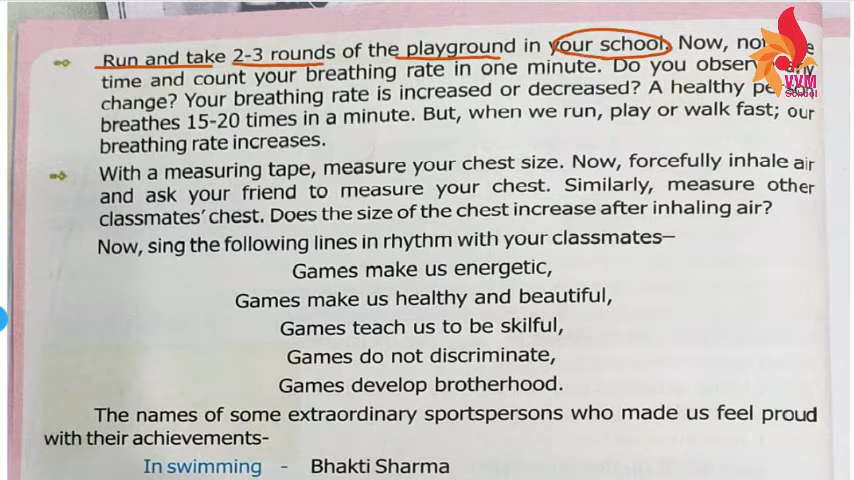 Run and take 2-3 rounds of the playground in your school. Now, no
time and count your breathing rate in one minute. Do you observ any
change? Your breathing rate is increased or decreased? A healthy person
breathes 15-20 times in a minute. But, when we run, play or walk fast; our
breathing rate increases.
With a measuring tape, measure your chest size. Now, forcefully inhale air
and ask your friend to measure your chest. Similarly, measure other
classmates' chest. Does the size of the chest increase after inhaling air?
Now, sing the following lines in rhythm with your classmates–
Games make us energetic,
Games make us healthy and beautiful,
Games teach us to be skilful,
Games do not discriminate,
Games develop brotherhood.
The names of some extraordinary sportspersons who made us feel proud
with their achievements-
In swimming - Bhakti Sharma
VVM
School